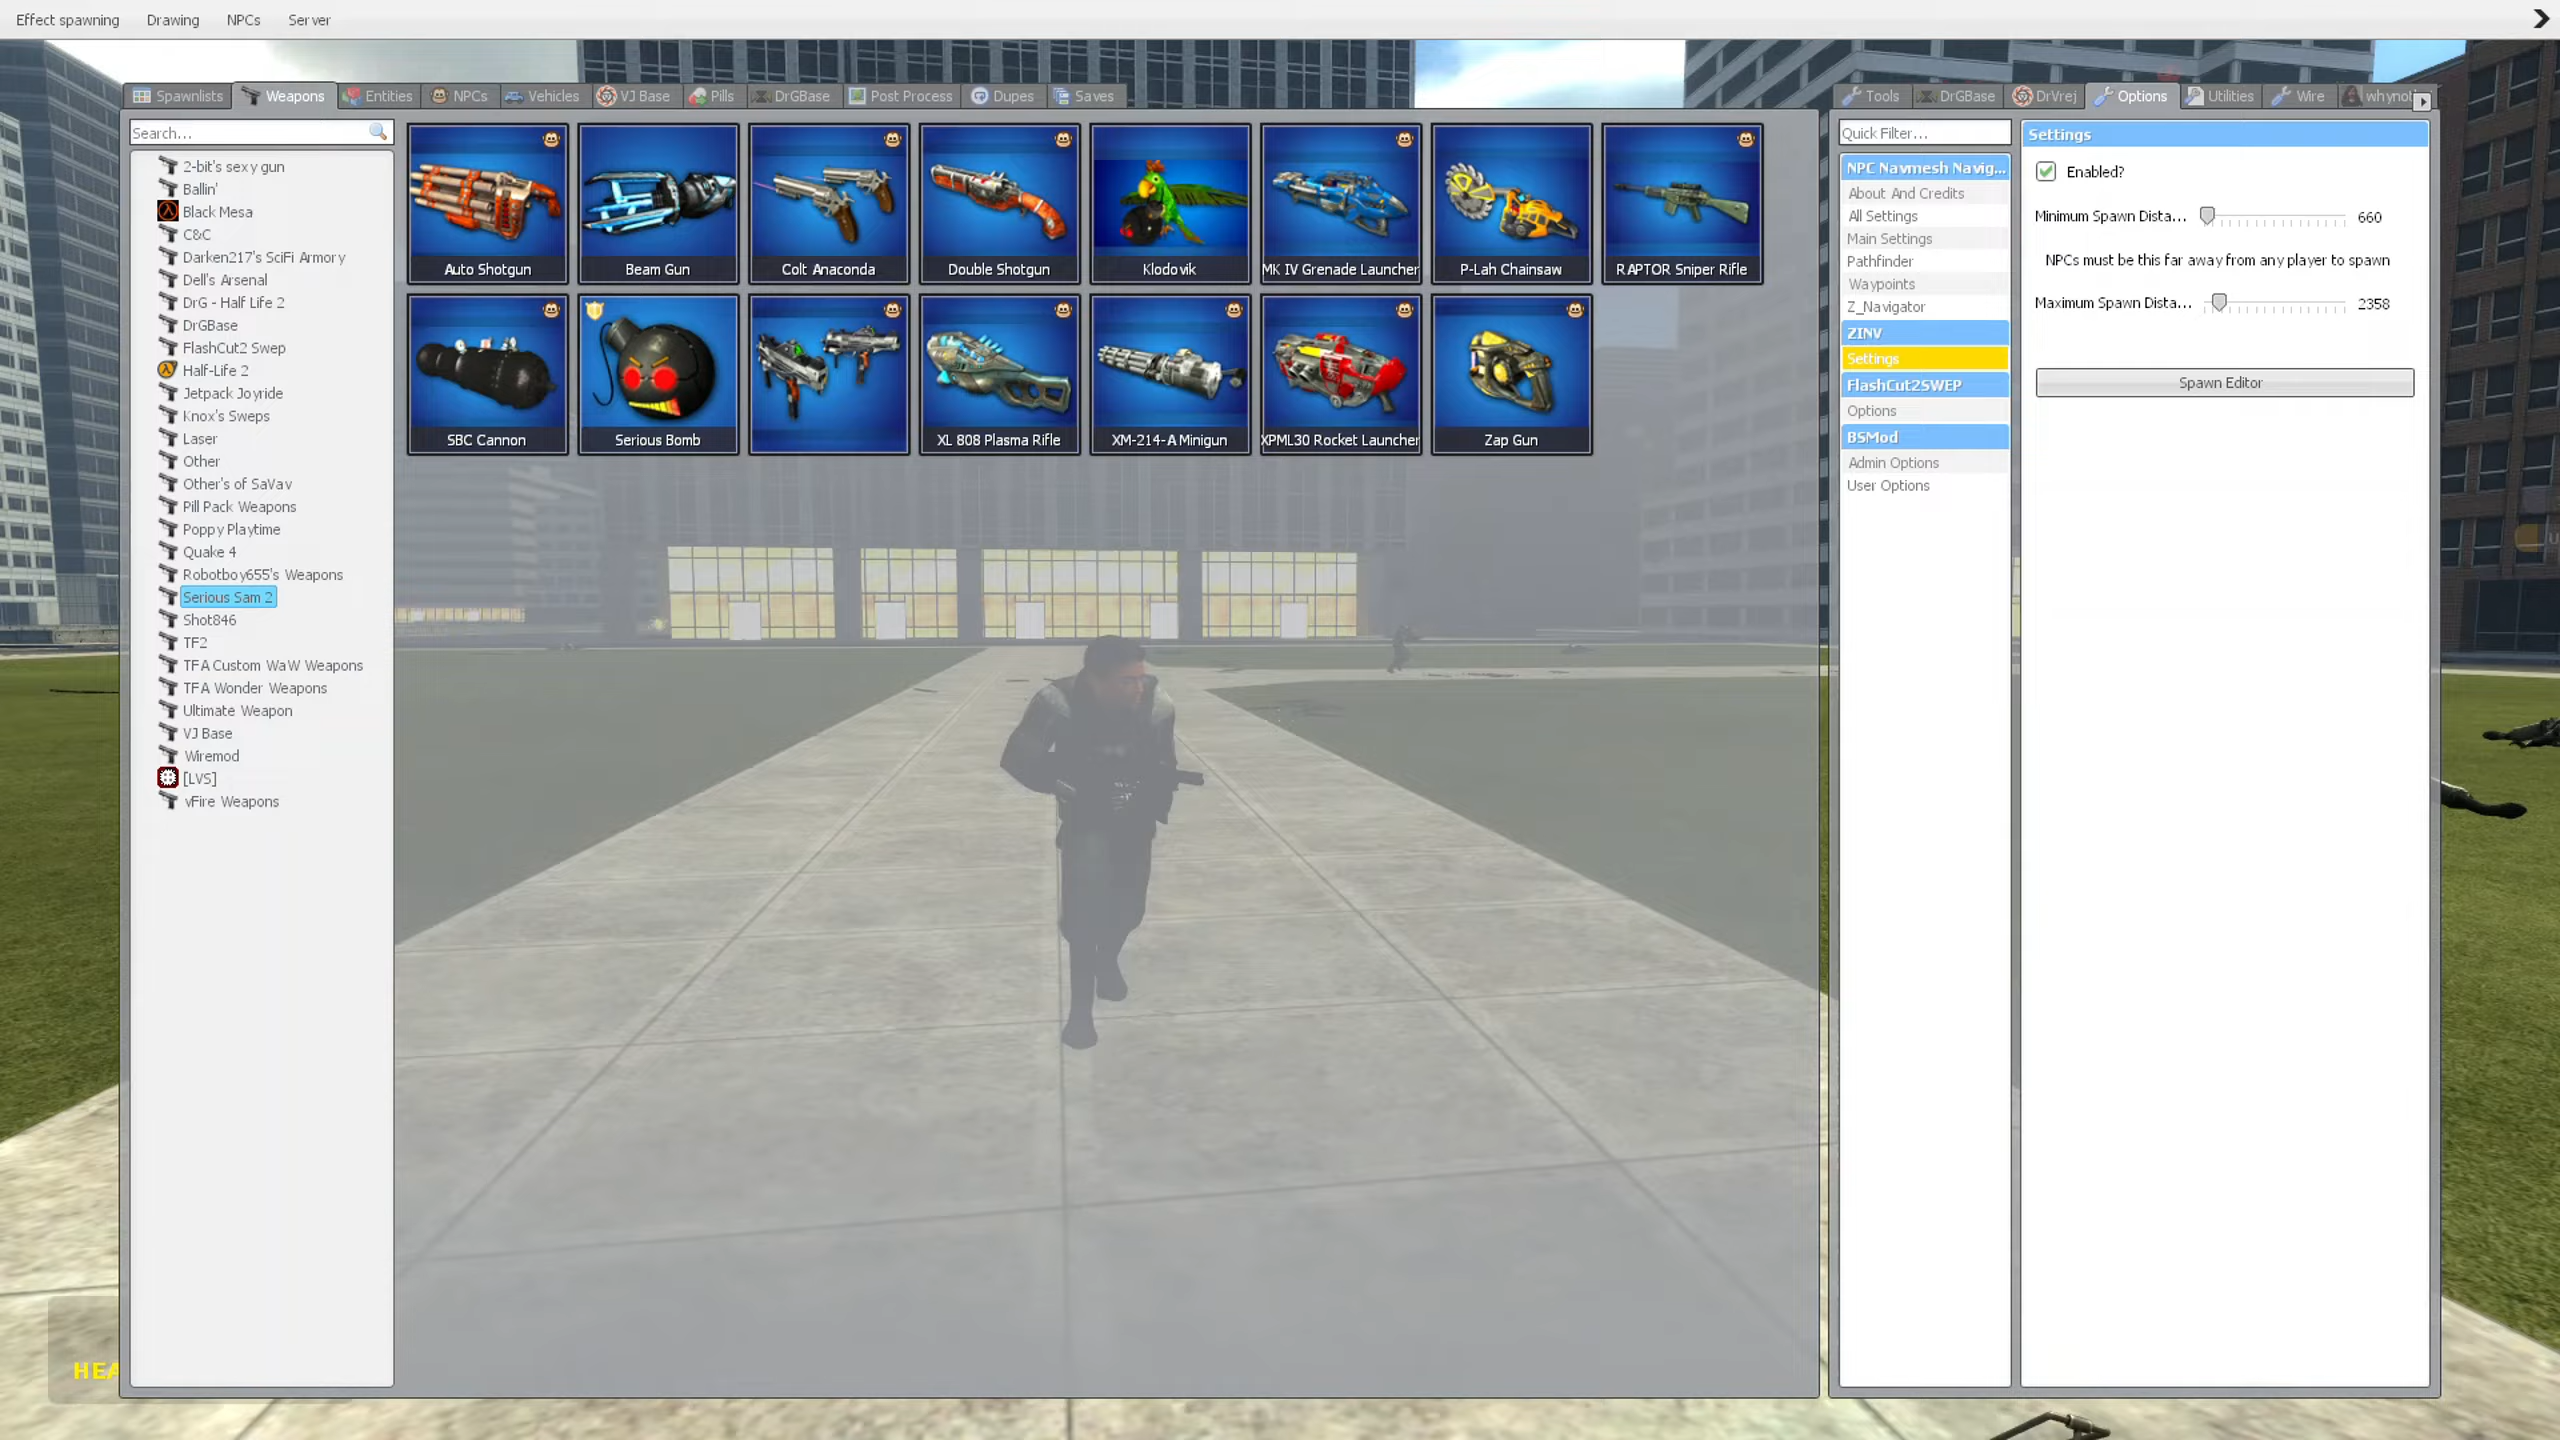 Effect spawning Drawing NPCs Server
Spawnlists Weapons Entities NPCs Vehicles VJ Base Pills DrGBase Post Process Dupes Saves
Search...
2-bit's sexy gun
Ballin'
Black Mesa
C&C
Darken217's SciFi Armory
Dell's Arsenal
DrG - Half Life 2
DrGBase
FlashCut2 Swep
Half-Life 2
Jetpack Joyride
Knox's Sweps
Laser
Other
Other's of SaVav
Pill Pack Weapons
Poppy Playtime
Quake 4
Robotboy655's Weapons
Serious Sam 2
Shot846
TF2
TFA Custom WaW Weapons
TFA Wonder Weapons
Ultimate Weapon
VJ Base
Wiremod
[LVS]
vFire Weapons
Auto Shotgun Beam Gun Colt Anaconda Double Shotgun Klodovik MK IV Grenade Launcher P-Lah Chainsaw RAPTOR Sniper Rifle
SBC Cannon Serious Bomb XL 808 Plasma Rifle XM-214-A Minigun XPML30 Rocket Launcher Zap Gun
Tools DrGBase DrVrej Options Utilities Wire whynot
Quick Filter...
NPC Navmesh Navig...
About And Credits
All Settings
Main Settings
Pathfinder
Waypoints
Z_Navigator
ZINV
Settings
FlashCut2SWEP
Options
BSMod
Admin Options
User Options
Settings
Enabled?
Minimum Spawn Dista... 660
NPCs must be this far away from any player to spawn
Maximum Spawn Dista... 2358
Spawn Editor
HEA